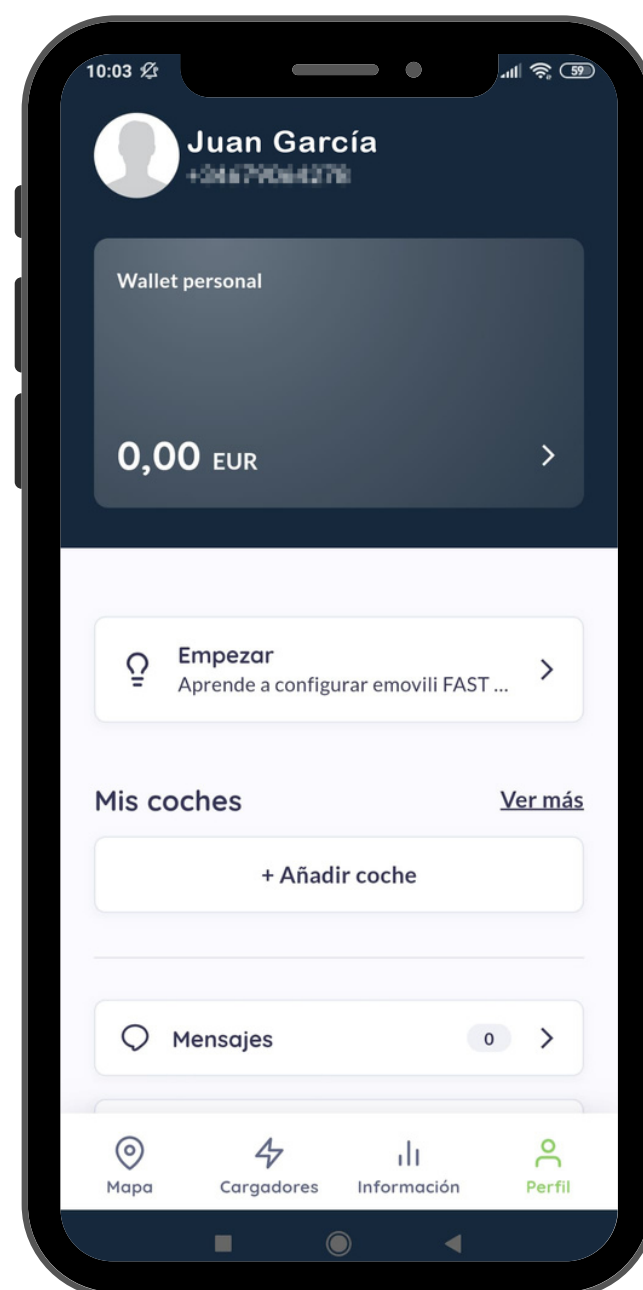 10:03
59
Juan García
Wallet personal
0,00 EUR
Empezar
Aprende a configurar emovili FAST ...
Mis coches
Ver más
+ Añadir coche
Mensajes
0
Mapa
Cargadores
Información
Perfil